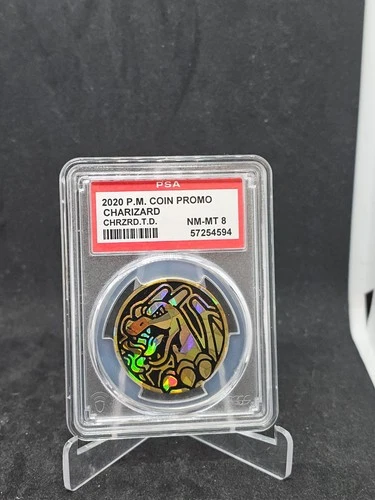 PSA
2020 P.M. COIN PROMO
CHARIZARD
CHRZRD.T.D. NM-MT 8
57254594